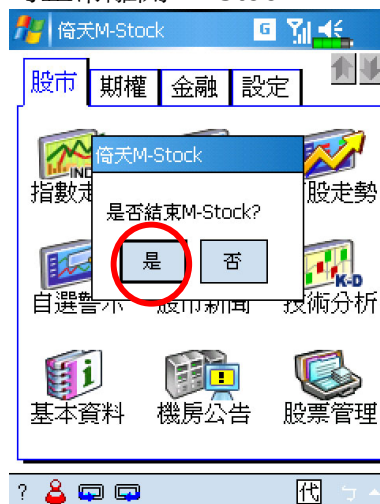 倚天M-Stock
G
股市 期權 金融 設定
指數走
股走勢
倚天M-Stock
是否結束M-Stock?
是 否
自選警示 股市新聞 技術分析
K-D
基本資料 機房公告 股票管理
? 代 ㄅ